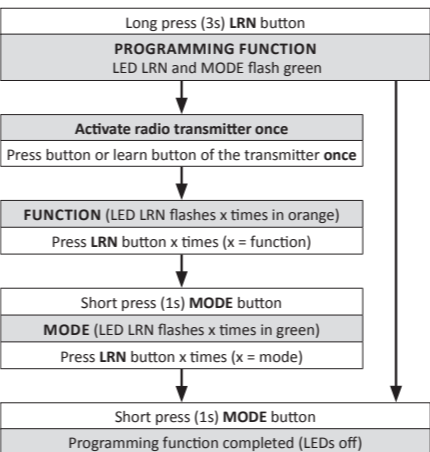 Long press (3s) LRN button
PROGRAMMING FUNCTION
LED LRN and MODE flash green
Activate radio transmitter once
Press button or learn button of the transmitter once
FUNCTION (LED LRN flashes x times in orange)
Press LRN button x times (x = function)
Short press (1s) MODE button
MODE (LED LRN flashes x times in green)
Press LRN button x times (x = mode)
Short press (1s) MODE button
Programming function completed (LEDs off)